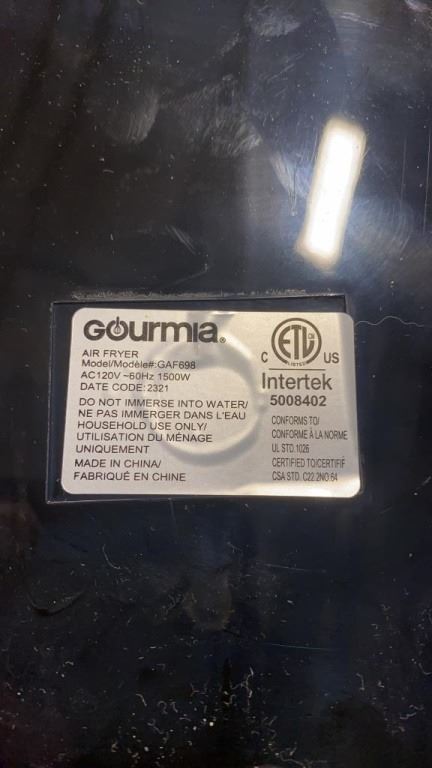 Gourmia®
AIR FRYER
Model/Modèle#:GAF698
AC120V ~60Hz 1500W
DATE CODE:2321
DO NOT IMMERSE INTO WATER/
NE PAS IMMERGER DANS L'EAU
HOUSEHOLD USE ONLY/
UTILISATION DU MÉNAGE
UNIQUEMENT
MADE IN CHINA/
FABRIQUÉ EN CHINE
ETL
LISTED
C US
Intertek
5008402
CONFORMS TO/
CONFORME À LA NORME
UL STD.1026
CERTIFIED TO/CERTIFIF
CSA STD. C22.2NO.64